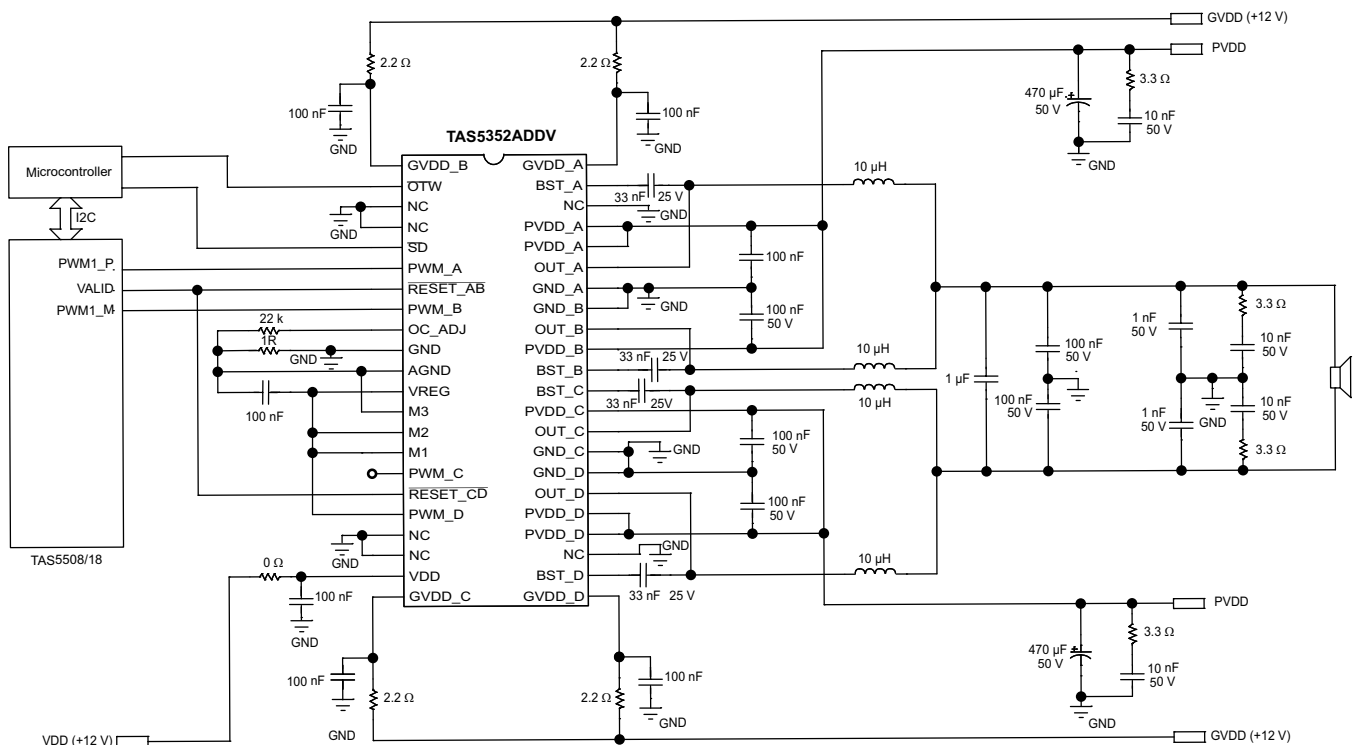 GVDD (+12 V)
PVDD
2.2 Ω
2.2 Ω
3.3 Ω
470 µF
50 V
10 nF
50 V
100 nF
GND
100 nF
GND
GND
TAS5352ADDV
Microcontroller
I2C
PWM1_P
VALID
PWM1_M
TAS5508/18
GVDD_B
OTW
NC
NC
SD
PWM_A
RESET_AB
PWM_B
OC_ADJ
GND
AGND
VREG
M3
M2
M1
PWM_C
RESET_CD
PWM_D
NC
NC
VDD
GVDD_C
GVDD_A
BST_A
NC
PVDD_A
PVDD_A
OUT_A
GND_A
GND_B
OUT_B
PVDD_B
BST_B
BST_C
PVDD_C
OUT_C
GND_C
GND_D
OUT_D
PVDD_D
PVDD_D
NC
BST_D
GVDD_D
GND
22 k
1R
GND
100 nF
GND
0 Ω
100 nF
GND
33 nF 25 V
GND
100 nF
GND
100 nF
50 V
33 nF 25 V
33 nF 25V
100 nF
50 V
GND
100 nF
50 V
GND
33 nF 25 V
10 µH
10 µH
10 µH
10 µH
1 µF
100 nF
50 V
100 nF
50 V
1 nF
50 V
1 nF
50 V
GND
3.3 Ω
10 nF
50 V
10 nF
50 V
3.3 Ω
PVDD
3.3 Ω
470 µF
50 V
10 nF
50 V
GND
100 nF
2.2 Ω
GND
2.2 Ω
100 nF
GND
VDD (+12 V)
GVDD (+12 V)